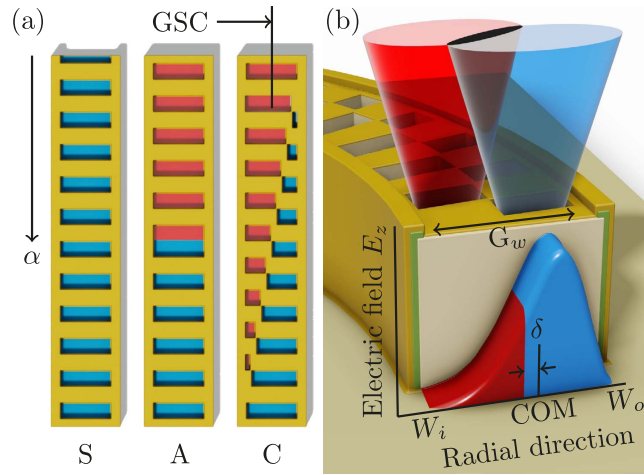 (a)
GSC
α
S
A
C
(b)
G_w
Electric field E_z
δ
COM
W_i
W_o
Radial direction